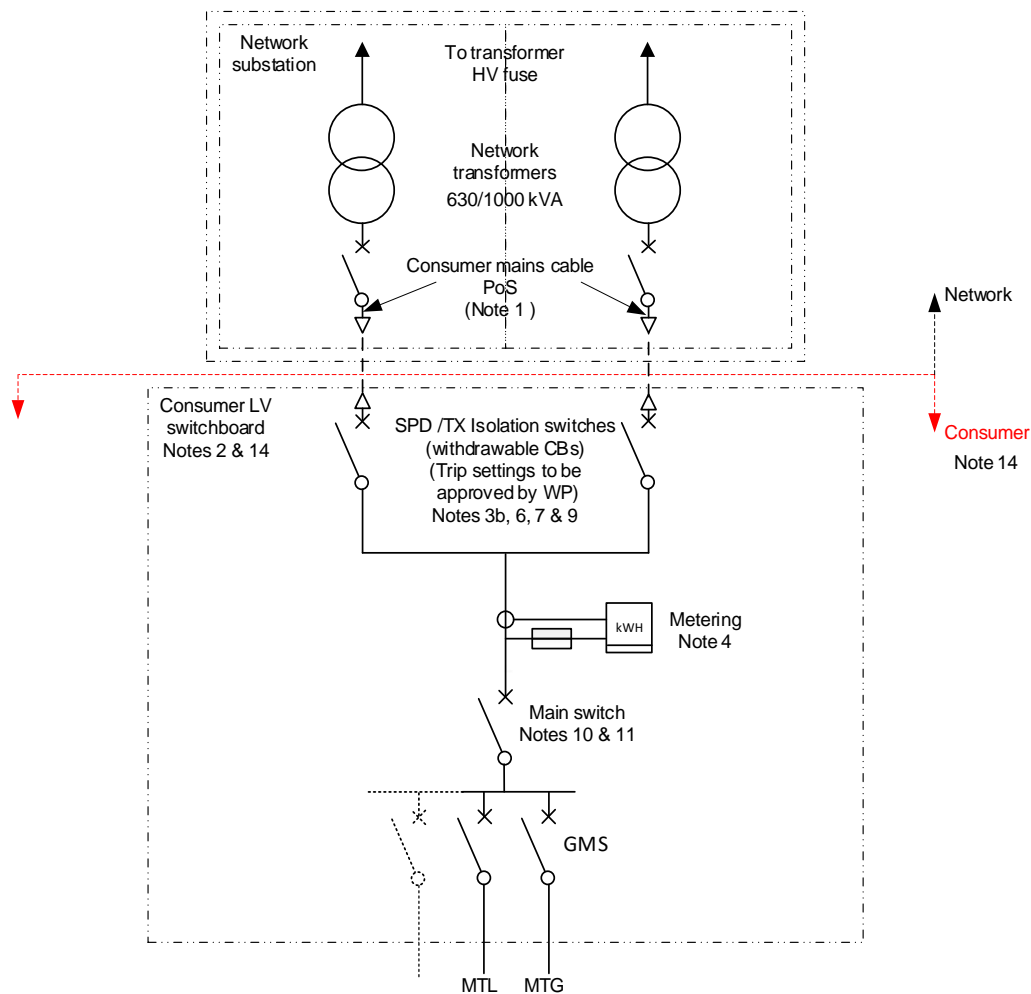 Network
substation
To transformer
HV fuse
Network
transformers
630/1000 kVA
Consumer mains cable
PoS
(Note 1 )
Network
Consumer LV
switchboard
Notes 2 & 14
SPD /TX Isolation switches
(withdrawable CBs)
(Trip settings to be
approved by WP)
Notes 3b, 6, 7 & 9
Consumer
Note 14
kWH
Metering
Note 4
Main switch
Notes 10 & 11
GMS
MTL
MTG